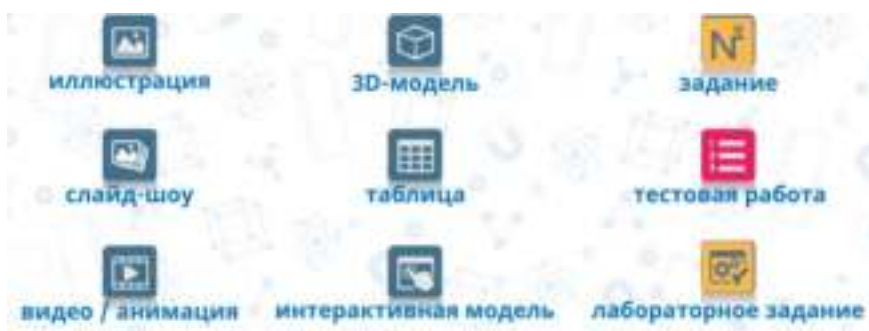 иллюстрация 3D-модель задание
слайд-шоу таблица тестовая работа
видео / анимация интерактивная модель лабораторное задание